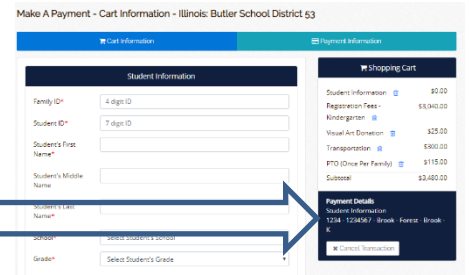 Make A Payment - Cart Information - Illinois: Butler School District 53
Cart Information
Payment Information
Student Information
Family ID*
4 digit ID
Student ID*
7 digit ID
Student's First
Name*
Student's Middle
Name
Student's Last
Name*
School*
Select Student's School
Grade*
Select Student's Grade
Shopping Cart
Student Information $0.00
Registration Fees - $3,040.00
Kindergarten
Visual Art Donation $25.00
Transportation $300.00
PTO (Once Per Family) $115.00
Subtotal $3,480.00
Payment Details
Student Information
1234 - 1234567 - Brook - Forest - Brook -
K
× Cancel Transaction